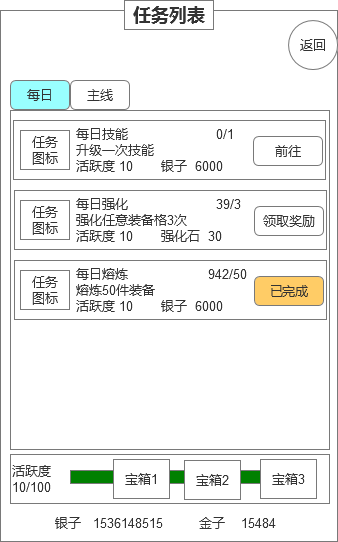 任务列表
返回
每日 主线
任务图标
每日技能 0/1
升级一次技能
活跃度 10 银子 6000
前往
任务图标
每日强化 39/3
强化任意装备格3次
活跃度 10 强化石 30
领取奖励
任务图标
每日熔炼 942/50
熔炼50件装备
活跃度 10 银子 6000
已完成
活跃度
10/100
宝箱1 宝箱2 宝箱3
银子 1536148515 金子 15484